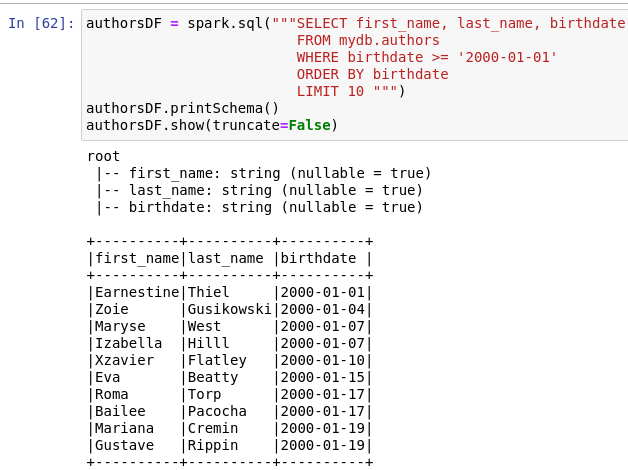 In [62]: authorsDF = spark.sql("""SELECT first_name, last_name, birthdate
                                  FROM mydb.authors
                                  WHERE birthdate >= '2000-01-01'
                                  ORDER BY birthdate
                                  LIMIT 10 """)
authorsDF.printSchema()
authorsDF.show(truncate=False)
root
 |-- first_name: string (nullable = true)
 |-- last_name: string (nullable = true)
 |-- birthdate: string (nullable = true)
+----------+----------+----------+
|first_name|last_name |birthdate |
+----------+----------+----------+
|Earnestine|Thiel     |2000-01-01|
|Zoie      |Gusikowski|2000-01-04|
|Maryse    |West      |2000-01-07|
|Izabella  |Hilll     |2000-01-07|
|Xzavier   |Flatley   |2000-01-10|
|Eva       |Beatty    |2000-01-15|
|Roma      |Torp      |2000-01-17|
|Bailee    |Pacocha   |2000-01-17|
|Mariana   |Cremin    |2000-01-19|
|Gustave   |Rippin    |2000-01-19|
+----------+----------+----------+